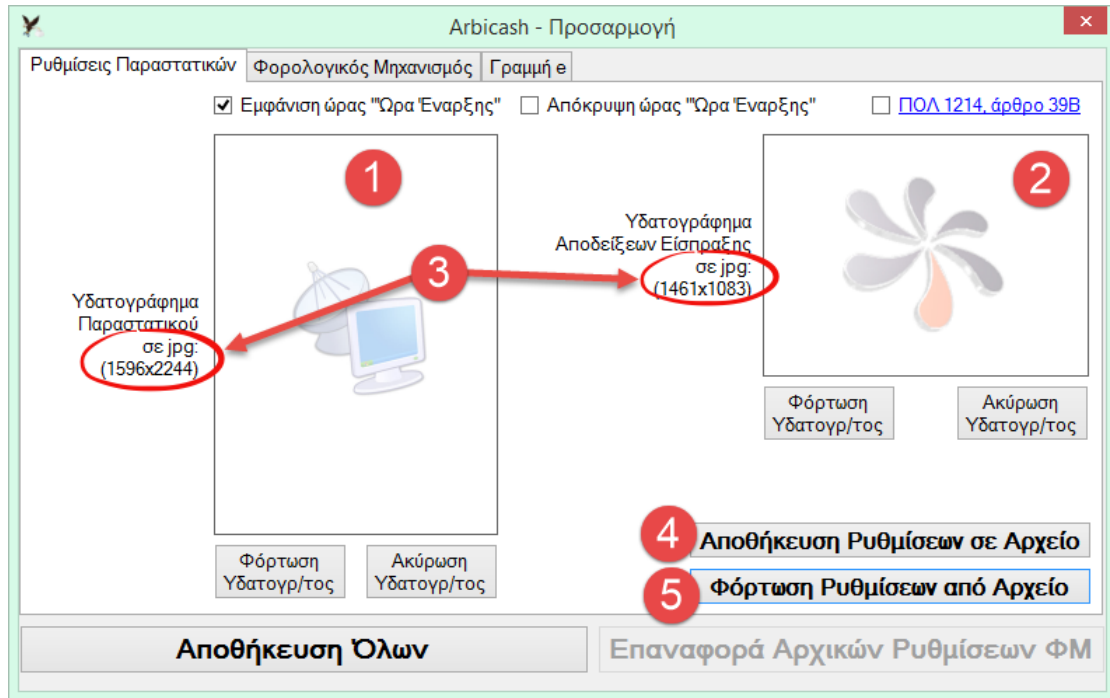 Arbicash - Προσαρμογή
Ρυθμίσεις Παραστατικών
Φορολογικός Μηχανισμός
Γραμμή e
Εμφάνιση ώρας "Ώρα Έναρξης"
Απόκρυψη ώρας "Ώρα Έναρξης"
ΠΟΛ 1214, άρθρο 39Β
1
2
3
Υδατογράφημα
Αποδείξεων Είσπραξης
σε jpg:
(1461x1083)
Υδατογράφημα
Παραστατικού
σε jpg:
(1596x2244)
Φόρτωση
Υδατογρ/τος
Ακύρωση
Υδατογρ/τος
4
Αποθήκευση Ρυθμίσεων σε Αρχείο
Φόρτωση
Υδατογρ/τος
Ακύρωση
Υδατογρ/τος
5
Φόρτωση Ρυθμίσεων από Αρχείο
Αποθήκευση Όλων
Επαναφορά Αρχικών Ρυθμίσεων ΦΜ